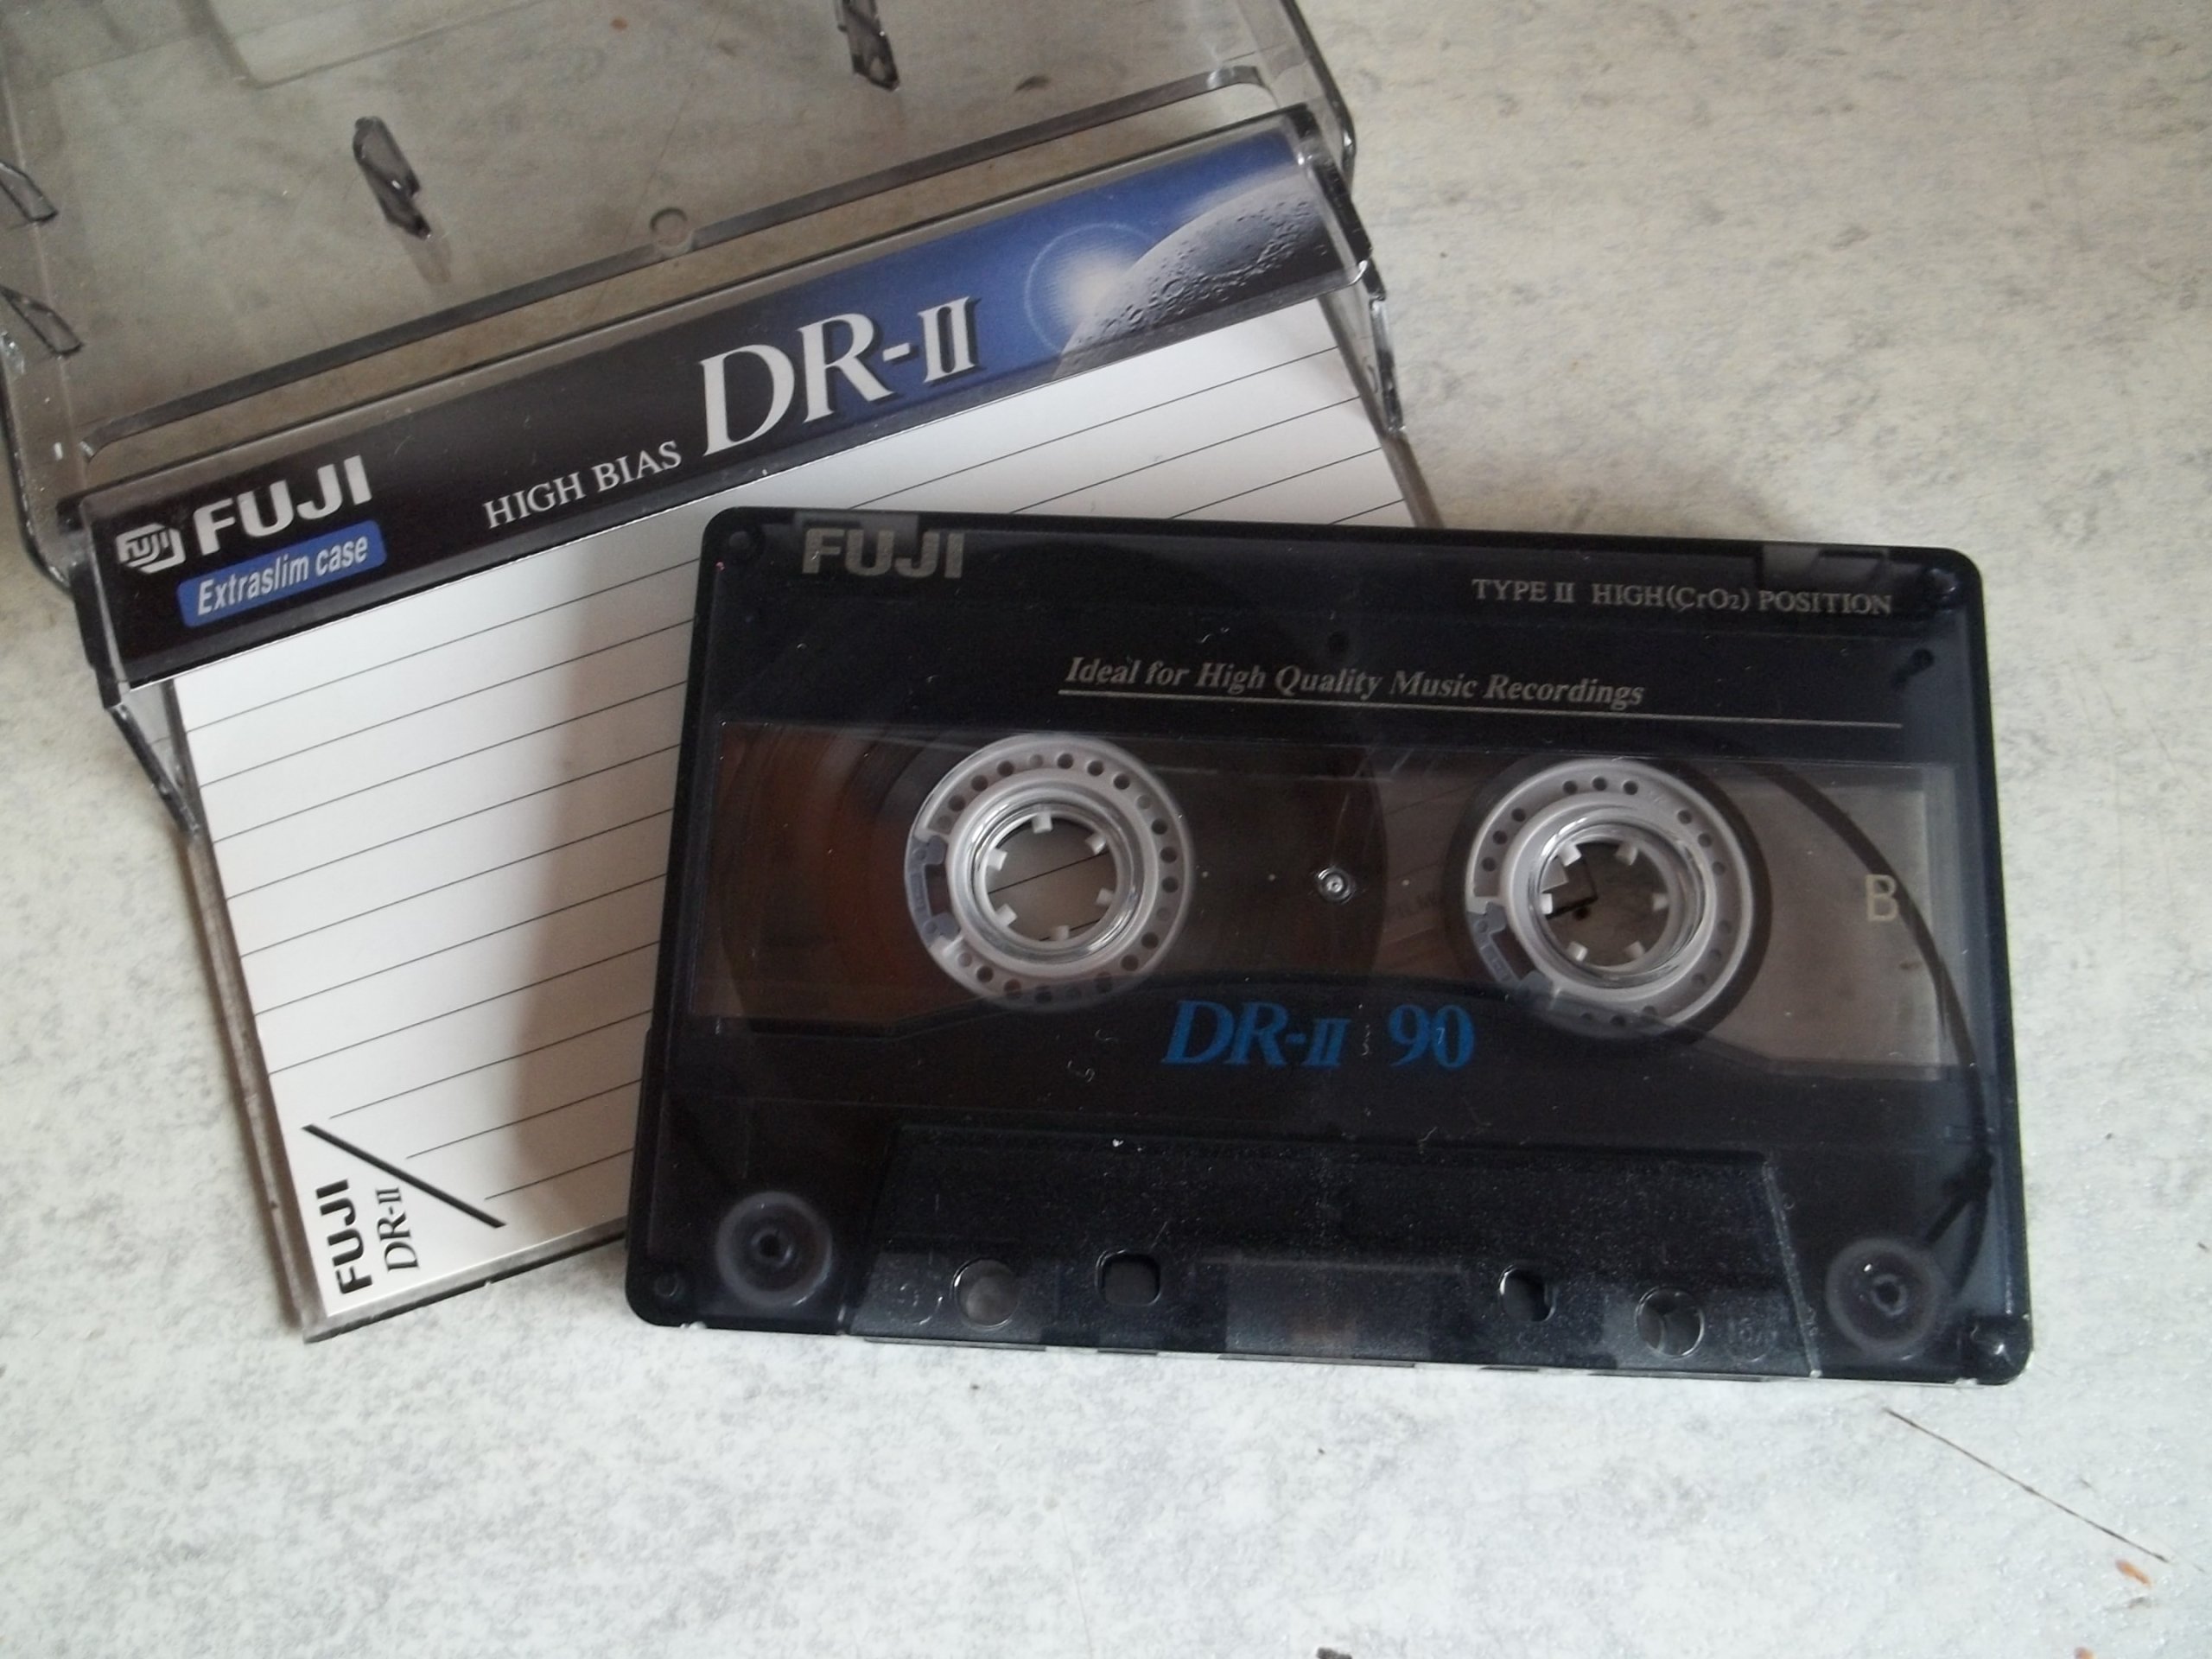 FUJI FUJI
Extraslim case
HIGH BIAS DR-II
FUJI
DR-II
FUJI
TYPE II HIGH(CrO₂) POSITION
Ideal for High Quality Music Recordings
B
DR-II 90